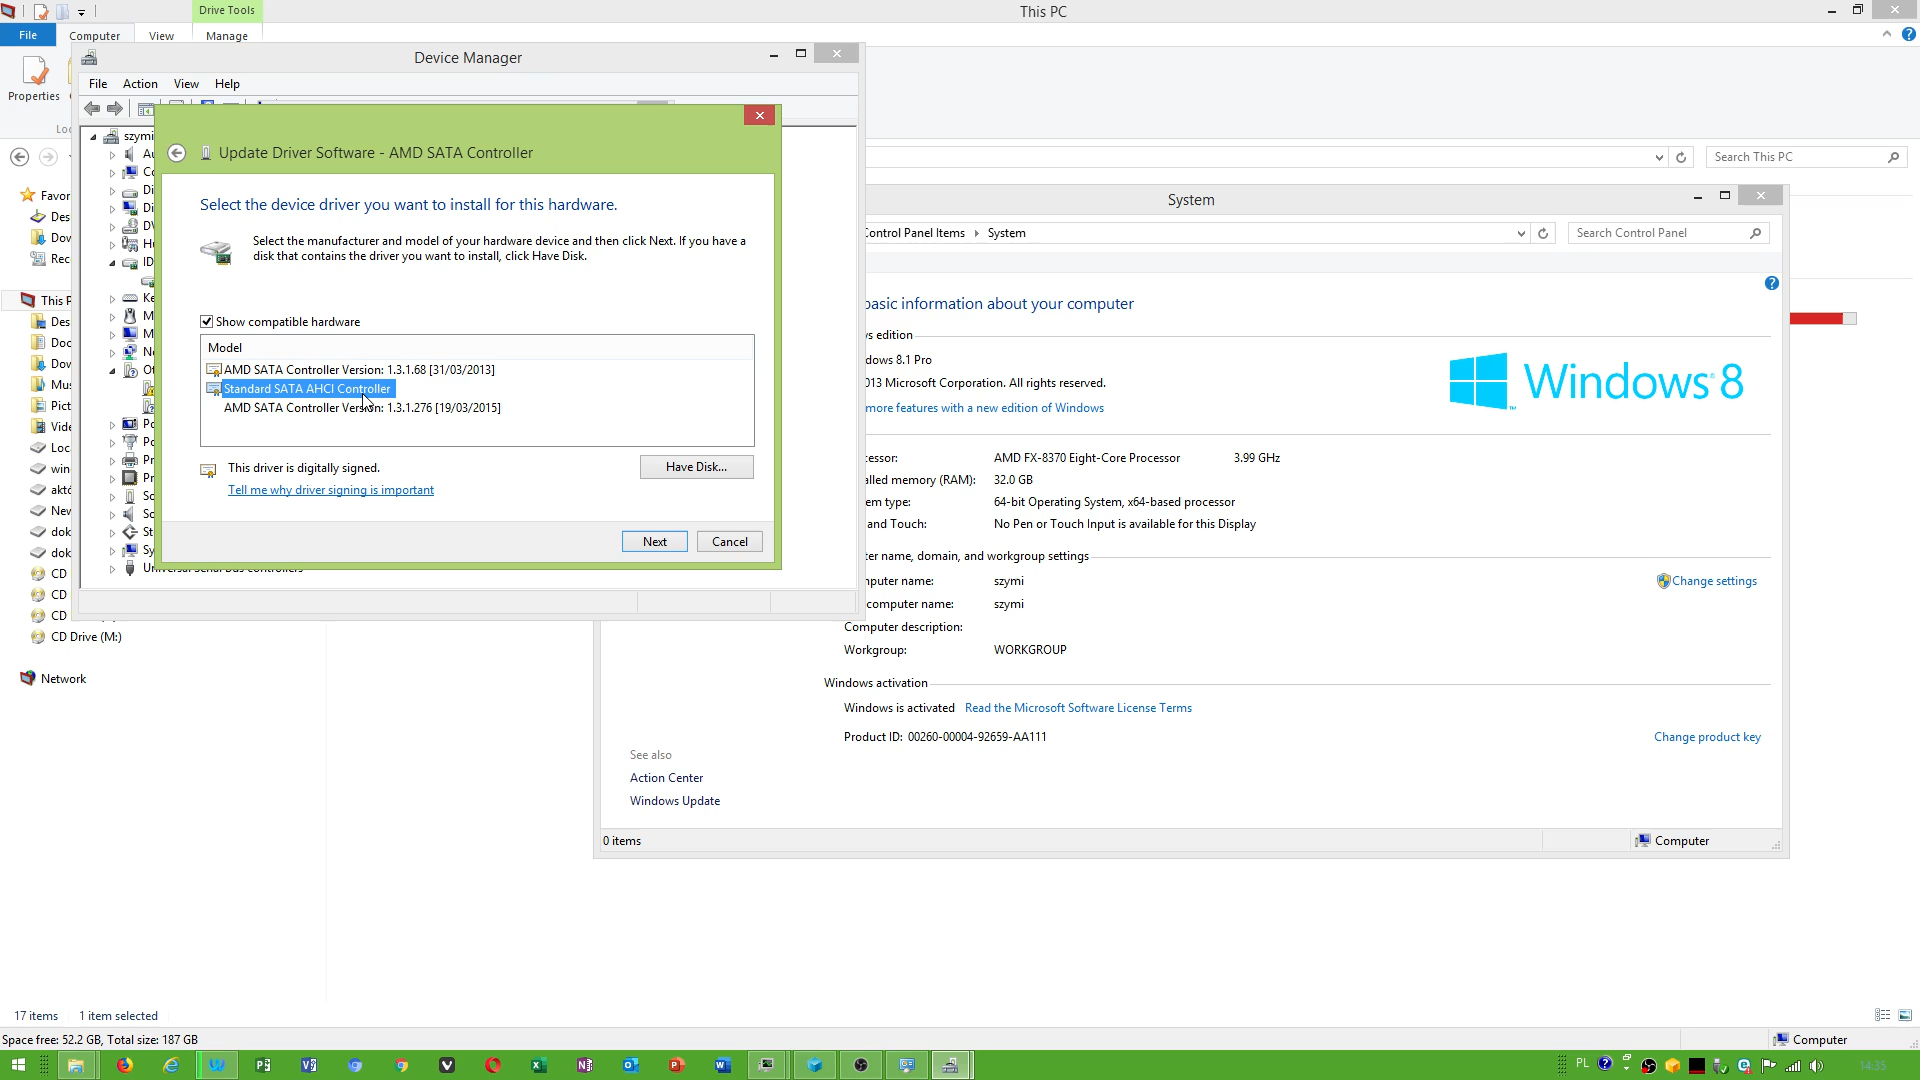 Drive Tools
This PC
File
Computer
View
Manage
Device Manager
File Action View Help
Properties
szymi
Update Driver Software - AMD SATA Controller
Select the device driver you want to install for this hardware.
Select the manufacturer and model of your hardware device and then click Next. If you have a
disk that contains the driver you want to install, click Have Disk.
Show compatible hardware
Model
AMD SATA Controller Version: 1.3.1.68 [31/03/2013]
Standard SATA AHCI Controller
AMD SATA Controller Version: 1.3.1.276 [19/03/2015]
This driver is digitally signed.
Have Disk...
Tell me why driver signing is important
Next
Cancel
Search This PC
System
Control Panel Items
System
Search Control Panel
basic information about your computer
ws edition
dows 8.1 Pro
013 Microsoft Corporation. All rights reserved.
more features with a new edition of Windows
Windows 8
essor: AMD FX-8370 Eight-Core Processor 3.99 GHz
alled memory (RAM): 32.0 GB
em type: 64-bit Operating System, x64-based processor
and Touch: No Pen or Touch Input is available for this Display
ter name, domain, and workgroup settings
mputer name: szymi
Change settings
computer name: szymi
Computer description:
Workgroup: WORKGROUP
Windows activation
Windows is activated Read the Microsoft Software License Terms
Product ID: 00260-00004-92659-AA111
Change product key
See also
Action Center
Windows Update
0 items
Computer
Favor
Des
Dow
Rec
This P
Des
Doc
Dow
Mus
Pict
Vide
Loca
wine
aktó
New
dok
dok
CD
CD
CD
CD Drive (M:)
Network
17 items 1 item selected
Space free: 52.2 GB, Total size: 187 GB
Computer
PL
14:35